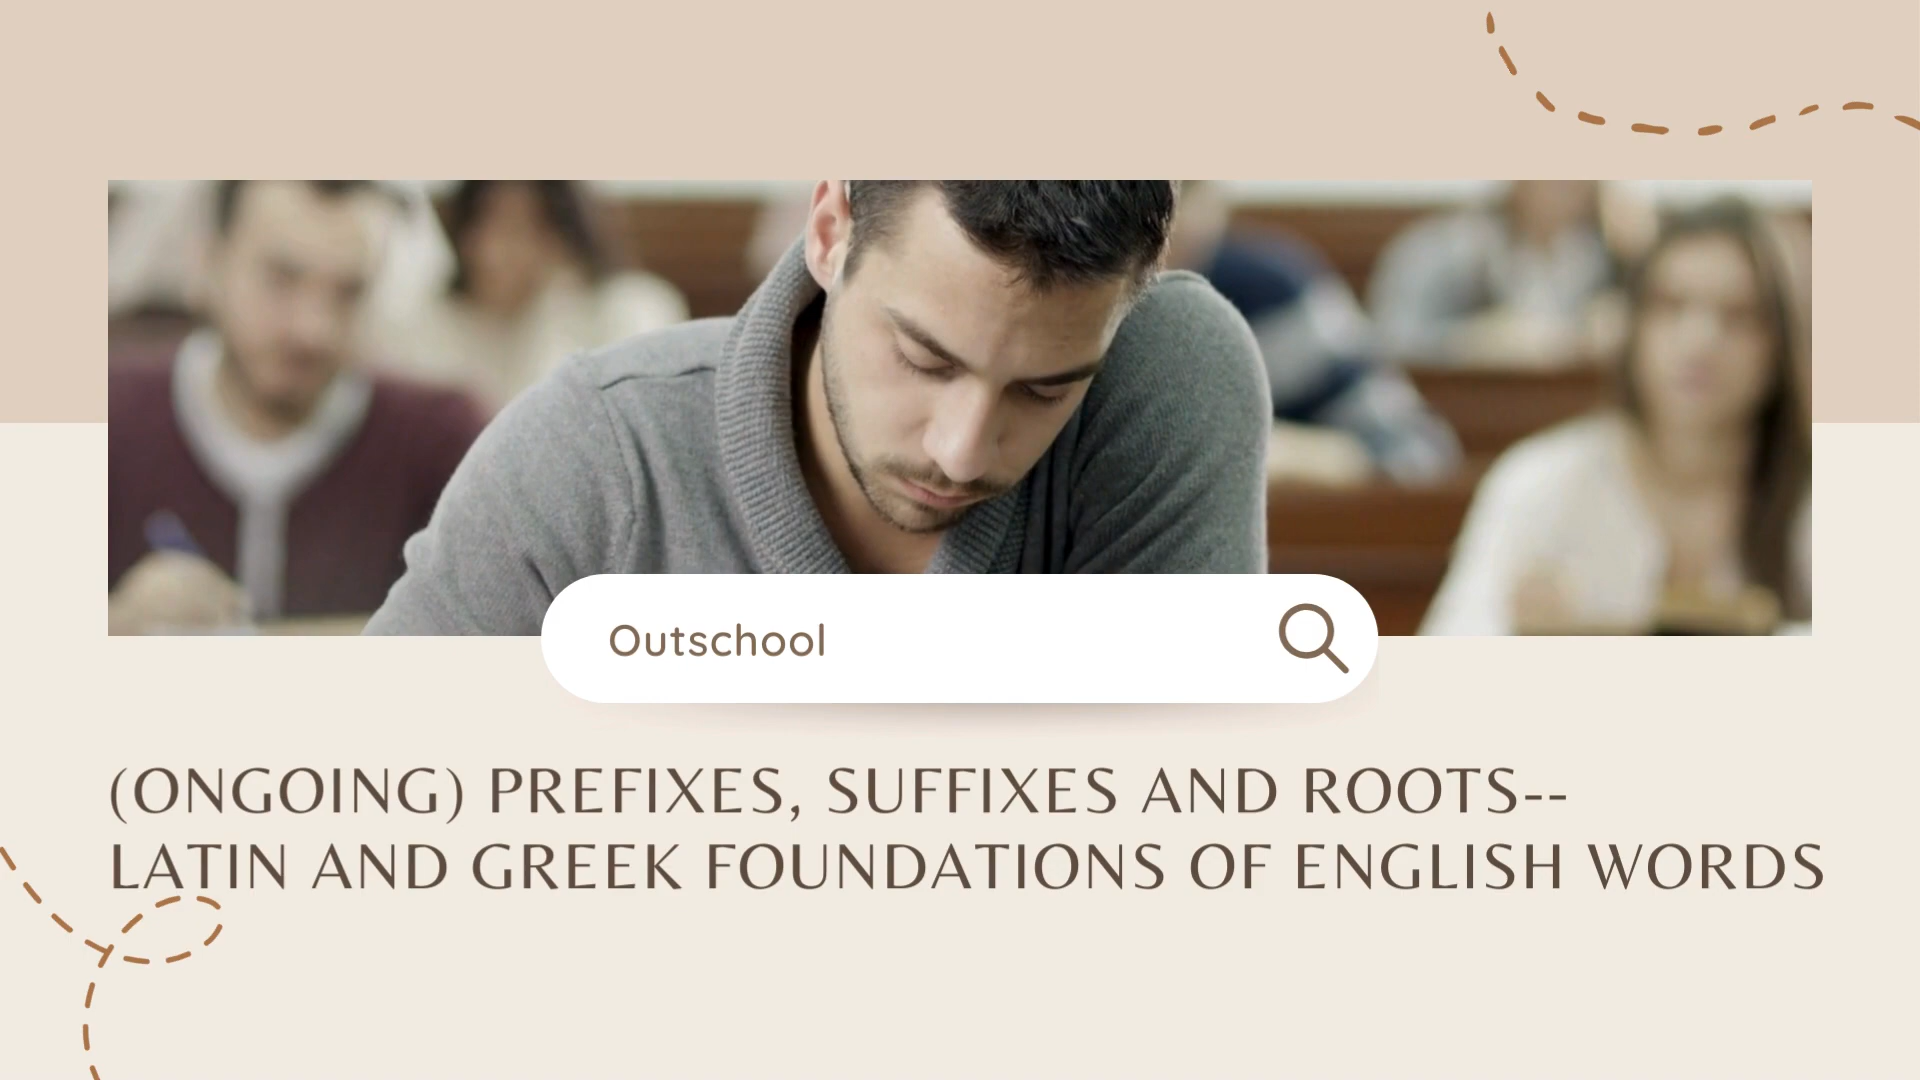 Outschool
(ONGOING) PREFIXES, SUFFIXES AND ROOTS--
LATIN AND GREEK FOUNDATIONS OF ENGLISH WORDS